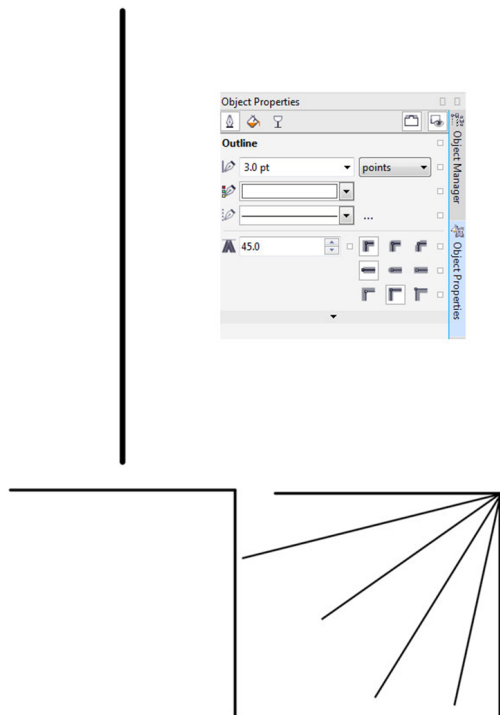 Object Properties
Outline
3.0 pt
points
...
45.0
Object Manager
Object Properties